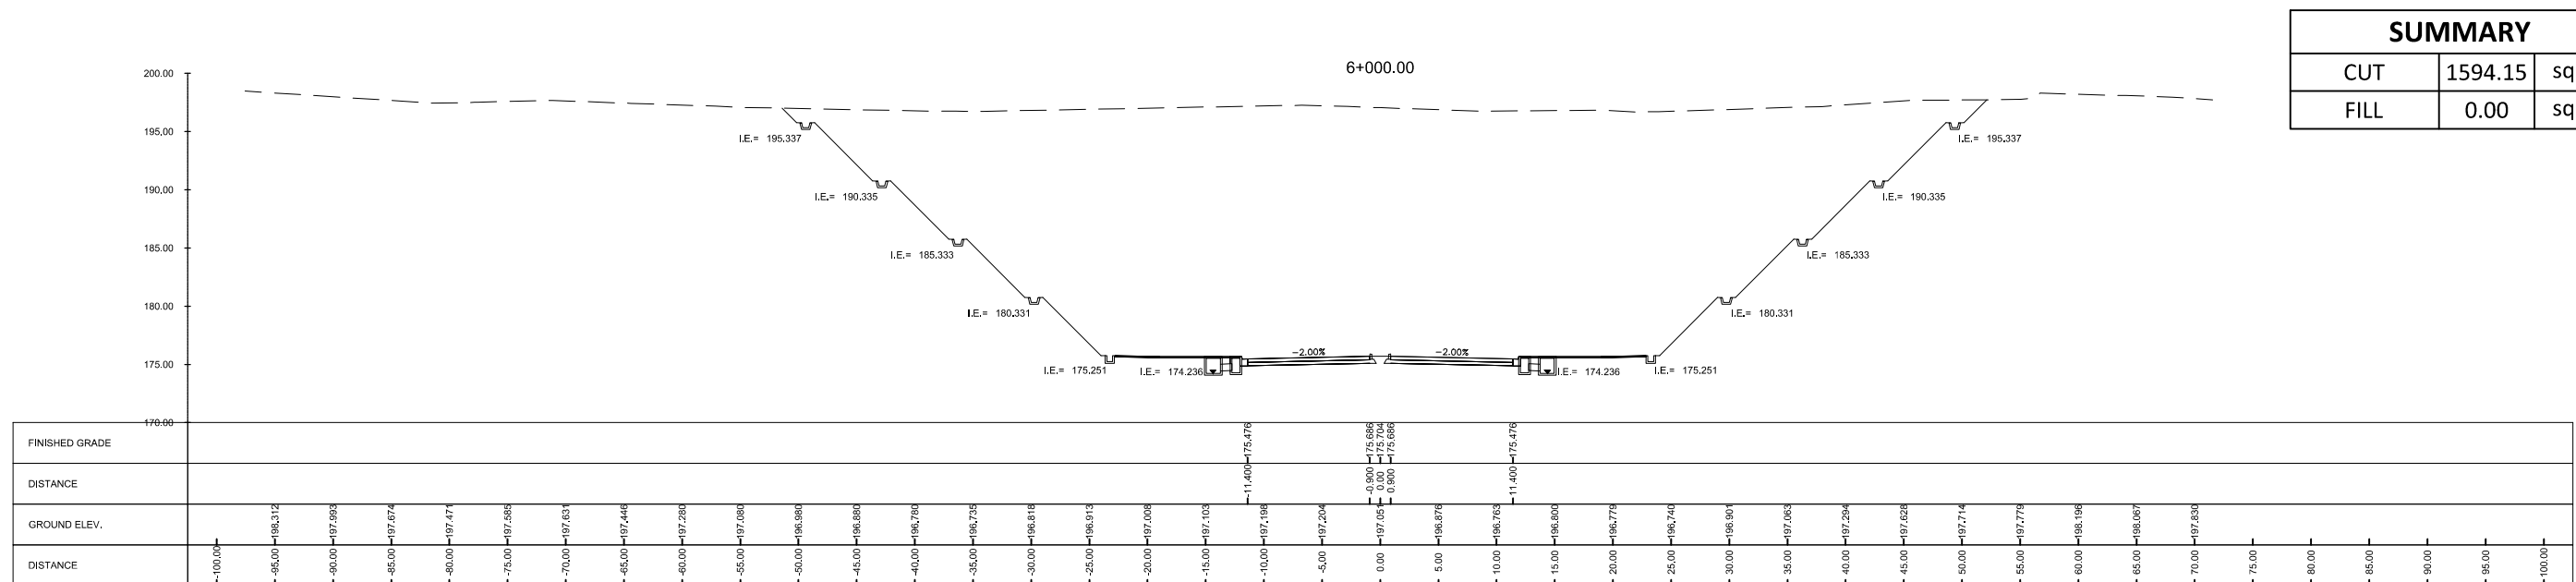 SUMMARY
CUT 1594.15 sq
FILL 0.00 sq
6+000.00
200.00
195.00
190.00
185.00
180.00
175.00
170.00
I.E.= 195.337
I.E.= 195.337
I.E.= 190.335
I.E.= 190.335
I.E.= 185.333
I.E.= 185.333
I.E.= 180.331
I.E.= 180.331
-2.00% -2.00%
I.E.= 175.251 I.E.= 174.236 I.E.= 174.236 I.E.= 175.251
FINISHED GRADE 175.476 175.686 175.704 175.686 175.476
DISTANCE -11.400 -0.900 0.00 0.900 11.400
GROUND ELEV. 198.312 197.993 197.674 197.471 197.585 197.631 197.446 197.280 197.080 196.980 196.880 196.780 196.735 196.818 196.913 197.008 197.103 197.198 197.204 197.051 196.876 196.763 196.800 196.779 196.740 196.901 197.063 197.294 197.628 197.714 197.779 198.196 198.067 197.830
DISTANCE -100.00 -95.00 -90.00 -85.00 -80.00 -75.00 -70.00 -65.00 -60.00 -55.00 -50.00 -45.00 -40.00 -35.00 -30.00 -25.00 -20.00 -15.00 -10.00 -5.00 0.00 5.00 10.00 15.00 20.00 25.00 30.00 35.00 40.00 45.00 50.00 55.00 60.00 65.00 70.00 75.00 80.00 85.00 90.00 95.00 100.00